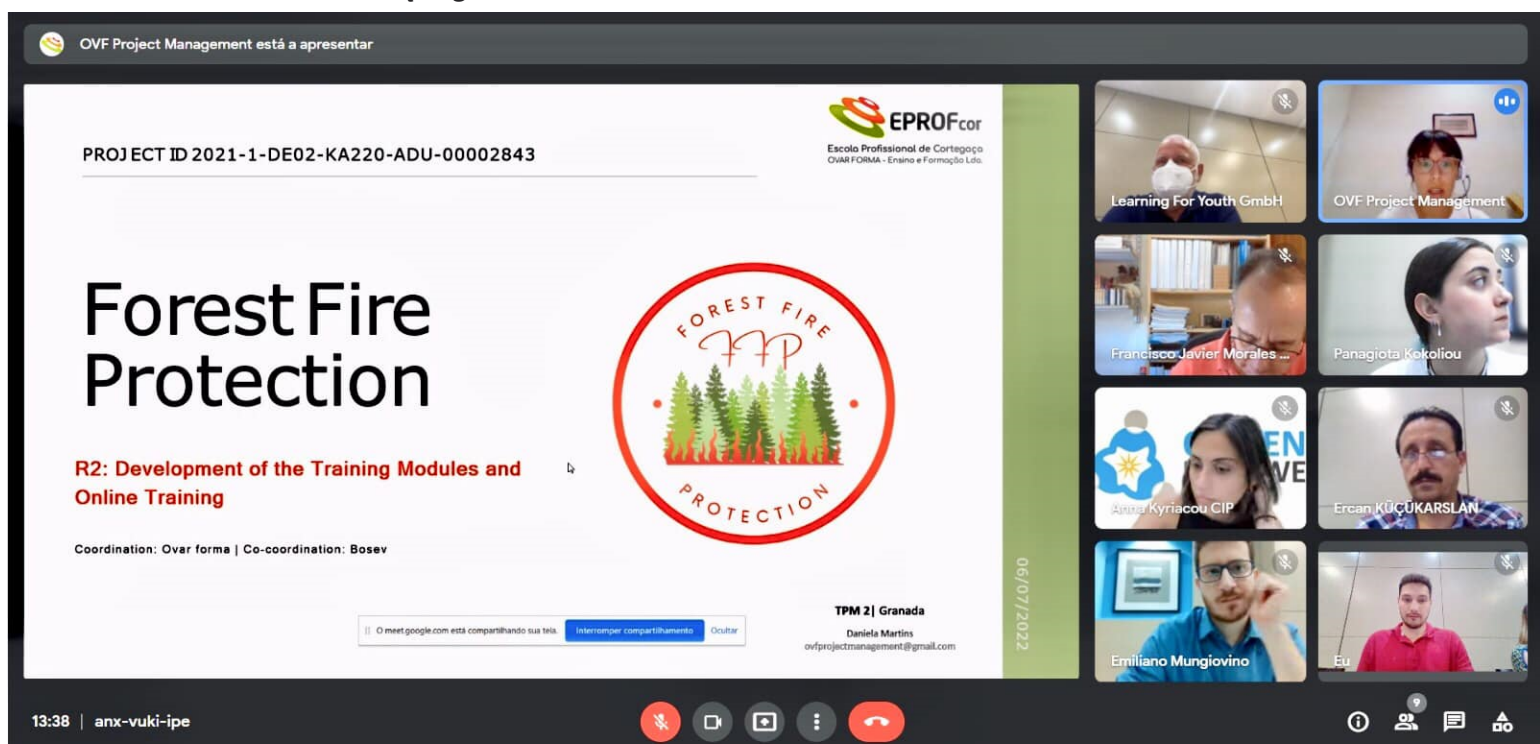 OVF Project Management está a apresentar
PROJECT ID 2021-1-DE02-KA220-ADU-00002843
EPROFcor
Escola Profissional de Cortegaça
OVAR FORMA - Ensino e Formação Lda.
Forest Fire
Protection
FOREST FIRE
FFP
PROTECTION
R2: Development of the Training Modules and
Online Training
Coordination: Ovar forma | Co-coordination: Bosev
O meet.google.com está compartilhando sua tela.
Interromper compartilhamento
Ocultar
TPM 2| Granada
Daniela Martins
ovfprojectmanagement@gmail.com
06/07/2022
Learning For Youth GmbH
OVF Project Management
Francisco Javier Morales ...
Panagiota Kokoliou
Anna Kyriacou CIP
Ercan KÜÇÜKARSLAN
Emiliano Mungiovino
Eu
13:38 | anx-vuki-ipe
9